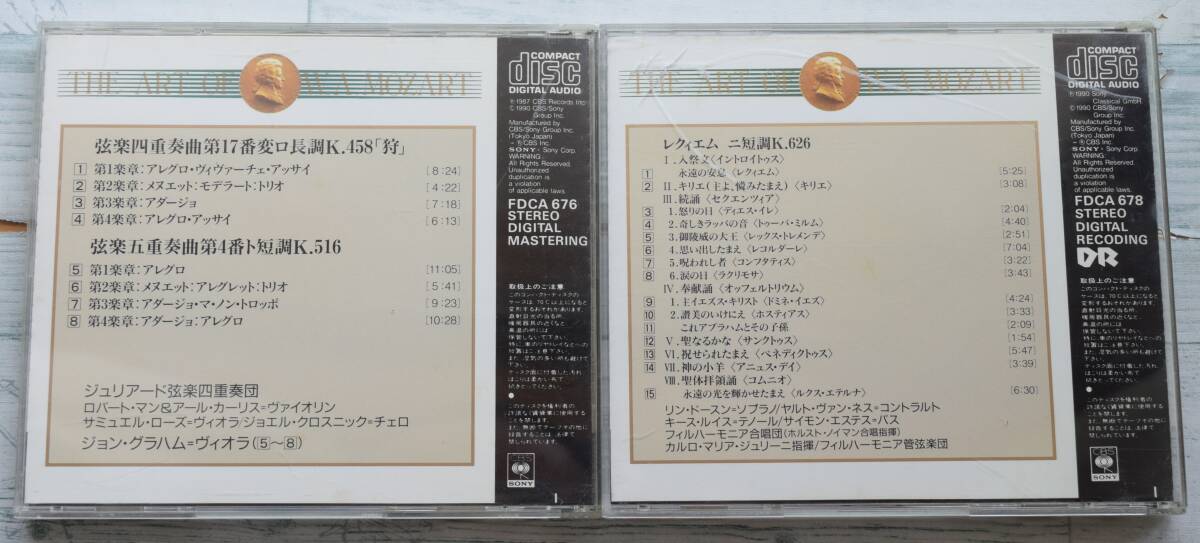 THE ART OF W.A. MOZART
弦楽四重奏曲第17番変ロ長調K.458「狩」
1 第1楽章:アレグロ・ヴィヴァーチェ・アッサイ [8:24]
2 第2楽章:メヌエット:モデラート:トリオ [4:22]
3 第3楽章:アダージョ [7:18]
4 第4楽章:アレグロ・アッサイ [6:13]
弦楽五重奏曲第4番ト短調K.516
5 第1楽章:アレグロ [11:05]
6 第2楽章:メヌエット:アレグレット:トリオ [5:41]
7 第3楽章:アダージョ・マ・ノン・トロッポ [9:23]
8 第4楽章:アダージョ:アレグロ [10:28]
ジュリアード弦楽四重奏団
ロバート・マン&アール・カーリス=ヴァイオリン
サミュエル・ローズ=ヴィオラ/ジョエル・クロスニック=チェロ
ジョン・グラハム=ヴィオラ(5〜8)
COMPACT
disc
DIGITAL AUDIO
℗1987 CBS Records Inc.
©1990 CBS/Sony
Group Inc.
Manufactured by
CBS/Sony Group Inc.
(Tokyo Japan)
SONY Sony Corp.
WARNING:
All Rights Reserved.
Unauthorized
duplication is
a violation
of applicable laws.
FDCA 676
STEREO
DIGITAL
MASTERING
取扱上のご注意
CBS
SONY
I
THE ART OF W.A. MOZART
レクィエム ニ短調K.626
I.入祭文〈イントロイトゥス〉
1 永遠の安息〈レクィエム〉 [5:25]
2 II.キリエ(主よ、憐みたまえ)〈キリエ〉 [3:08]
III.続誦〈セクエンツィア〉
3 1.怒りの日〈ディエス・イレ〉 [2:04]
4 2.奇しきラッパの音〈トゥーバ・ミルム〉 [4:40]
5 3.御陵威の大王〈レックス・トレメンデ〉 [2:51]
6 4.思い出したまえ〈レコルダーレ〉 [7:04]
7 5.呪われし者〈コンフタティス〉 [3:22]
8 6.涙の日〈ラクリモサ〉 [3:43]
IV.奉献誦〈オッフェルトリウム〉
9 1.主イエズス・キリスト〈ドミネ・イエズ〉 [4:24]
10 2.讃美のいけにえ〈ホスティアス〉 [3:33]
11 これアブラハムとその子孫 [2:09]
12 V.聖なるかな〈サンクトゥス〉 [1:54]
13 VI.祝せられたまえ〈ベネディクトゥス〉 [5:47]
14 VII.神の小羊〈アニュス・デイ〉 [3:39]
VIII.聖体拝領誦〈コムニオ〉
15 永遠の光を輝かせたまえ〈ルクス・エテルナ〉 [6:30]
リン・ドースン=ソプラノ/ヤルト・ヴァン・ネス=コントラルト
キース・ルイス=テノール/サイモン・エステス=バス
フィルハーモニア合唱団(ホルスト・ノイマン合唱指揮)
カルロ・マリア・ジュリーニ指揮/フィルハーモニア管弦楽団
COMPACT
disc
DIGITAL AUDIO
℗1990 Sony
Classical GmbH
©1990 CBS/Sony
Group Inc.
Manufactured by
CBS/Sony Group Inc.
(Tokyo Japan)
SONY Sony Corp.
WARNING:
All Rights Reserved.
Unauthorized
duplication is
a violation
of applicable laws.
FDCA 678
STEREO
DIGITAL
RECODING
DR
取扱上のご注意
CBS
SONY
I